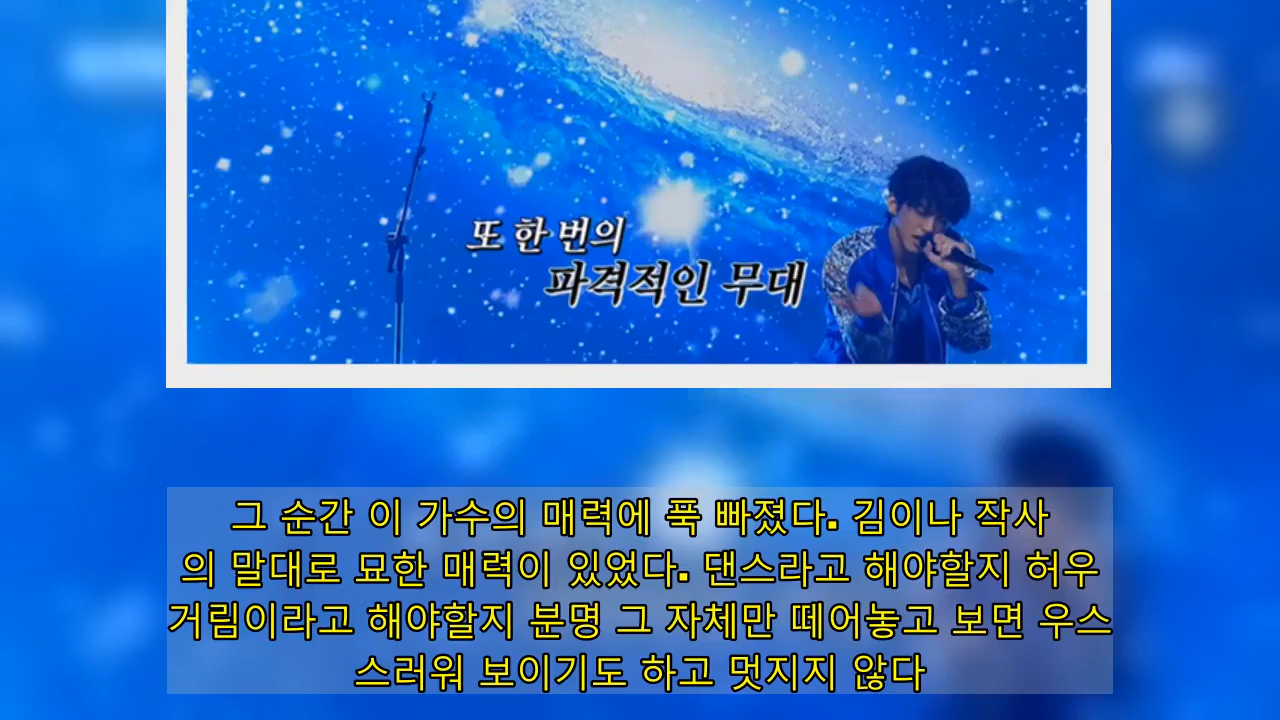 또 한 번의
파격적인 무대
그 순간 이 가수의 매력에 푹 빠졌다. 김이나 작사
의 말대로 묘한 매력이 있었다. 댄스라고 해야할지 허우
거림이라고 해야할지 분명 그 자체만 떼어놓고 보면 우스
스러워 보이기도 하고 멋지지 않다